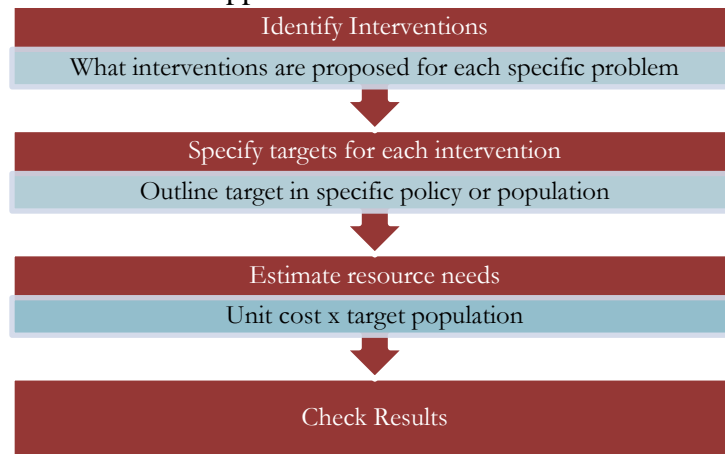 Identify Interventions
What interventions are proposed for each specific problem
Specify targets for each intervention
Outline target in specific policy or population
Estimate resource needs
Unit cost x target population
Check Results